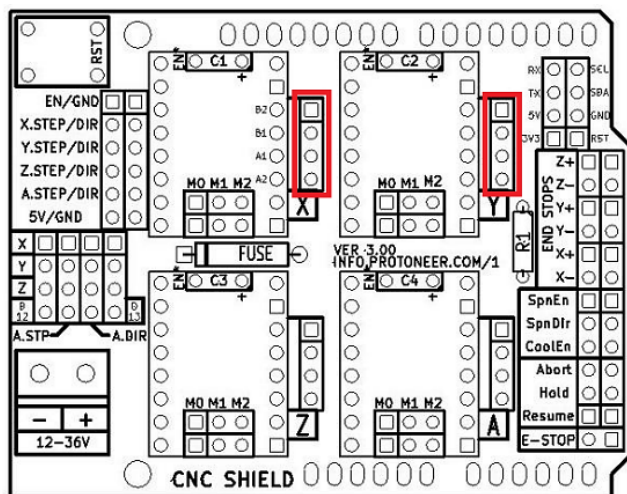 RST
EN*
C1
+
EN*
C2
+
RX
SCL
TX
SDA
5V
GND
3V3
RST
EN/GND
X.STEP/DIR
Y.STEP/DIR
Z.STEP/DIR
A.STEP/DIR
5V/GND
B2
B1
A1
A2
M0 M1 M2
X
M0 M1 M2
Y
END STOPS
Z+
Z-
Y+
Y-
X+
X-
R1
FUSE
VER 3.00
INFO.PROTONEER.COM/1
X
Y
Z
D
12
D
13
A.STP
A.DIR
EN*
C3
+
EN*
C4
+
SpnEn
SpnDir
CoolEn
Abort
Hold
Resume
E-STOP
- +
12-36V
M0 M1 M2
Z
M0 M1 M2
A
CNC SHIELD